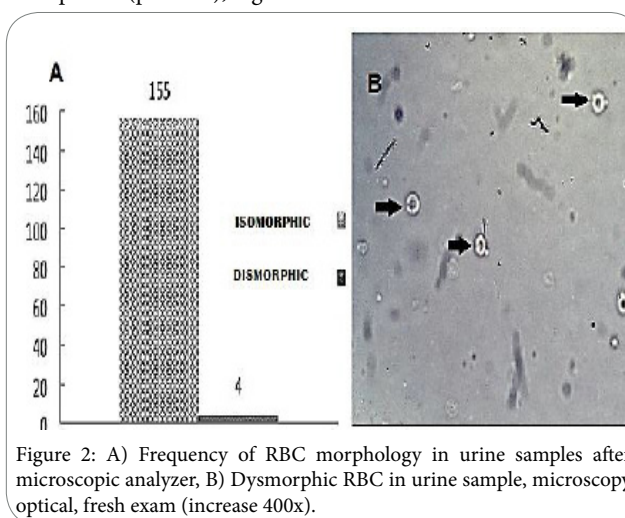 A
155
160
140
120
100
80
60
40
20
0
ISOMORPHIC
DISMORPHIC
4
B
Figure 2: A) Frequency of RBC morphology in urine samples after
microscopic analyzer, B) Dysmorphic RBC in urine sample, microscopy
optical, fresh exam (increase 400x).